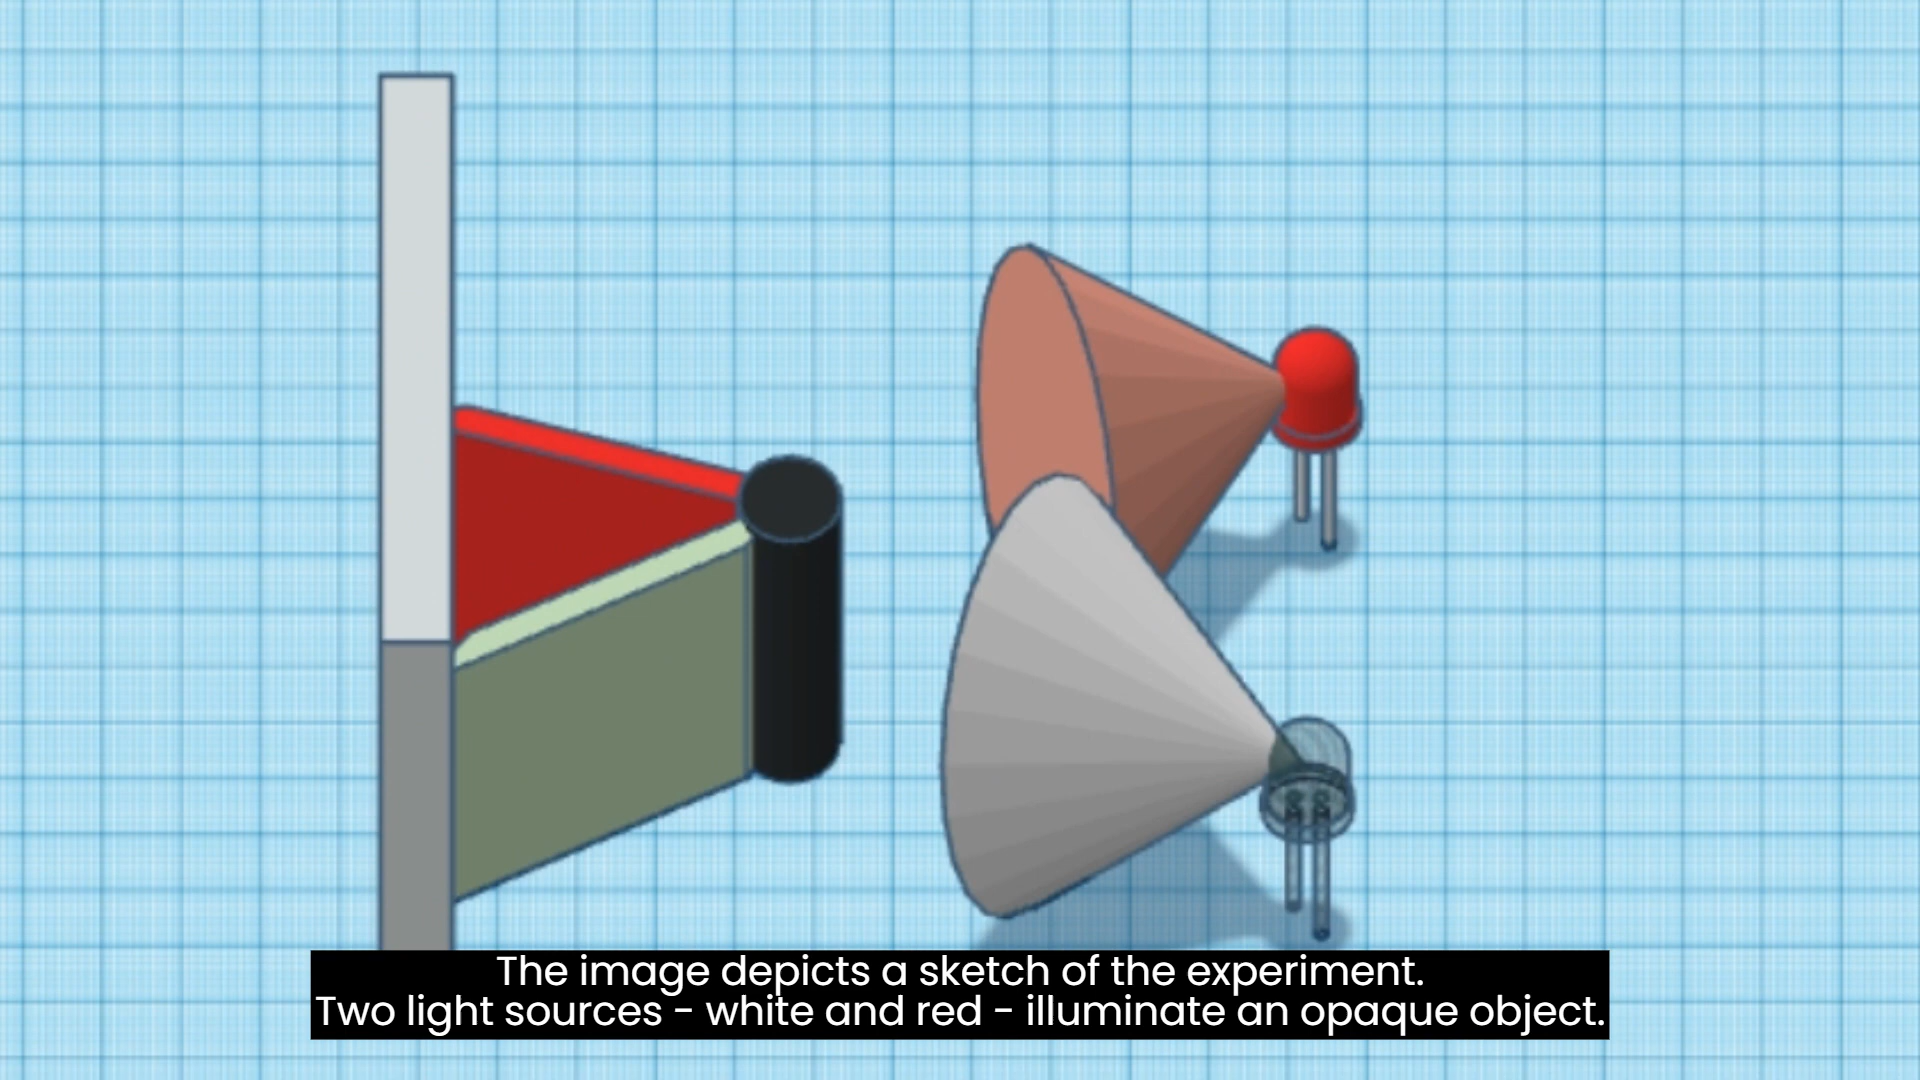 The image depicts a sketch of the experiment.
Two light sources - white and red - illuminate an opaque object.